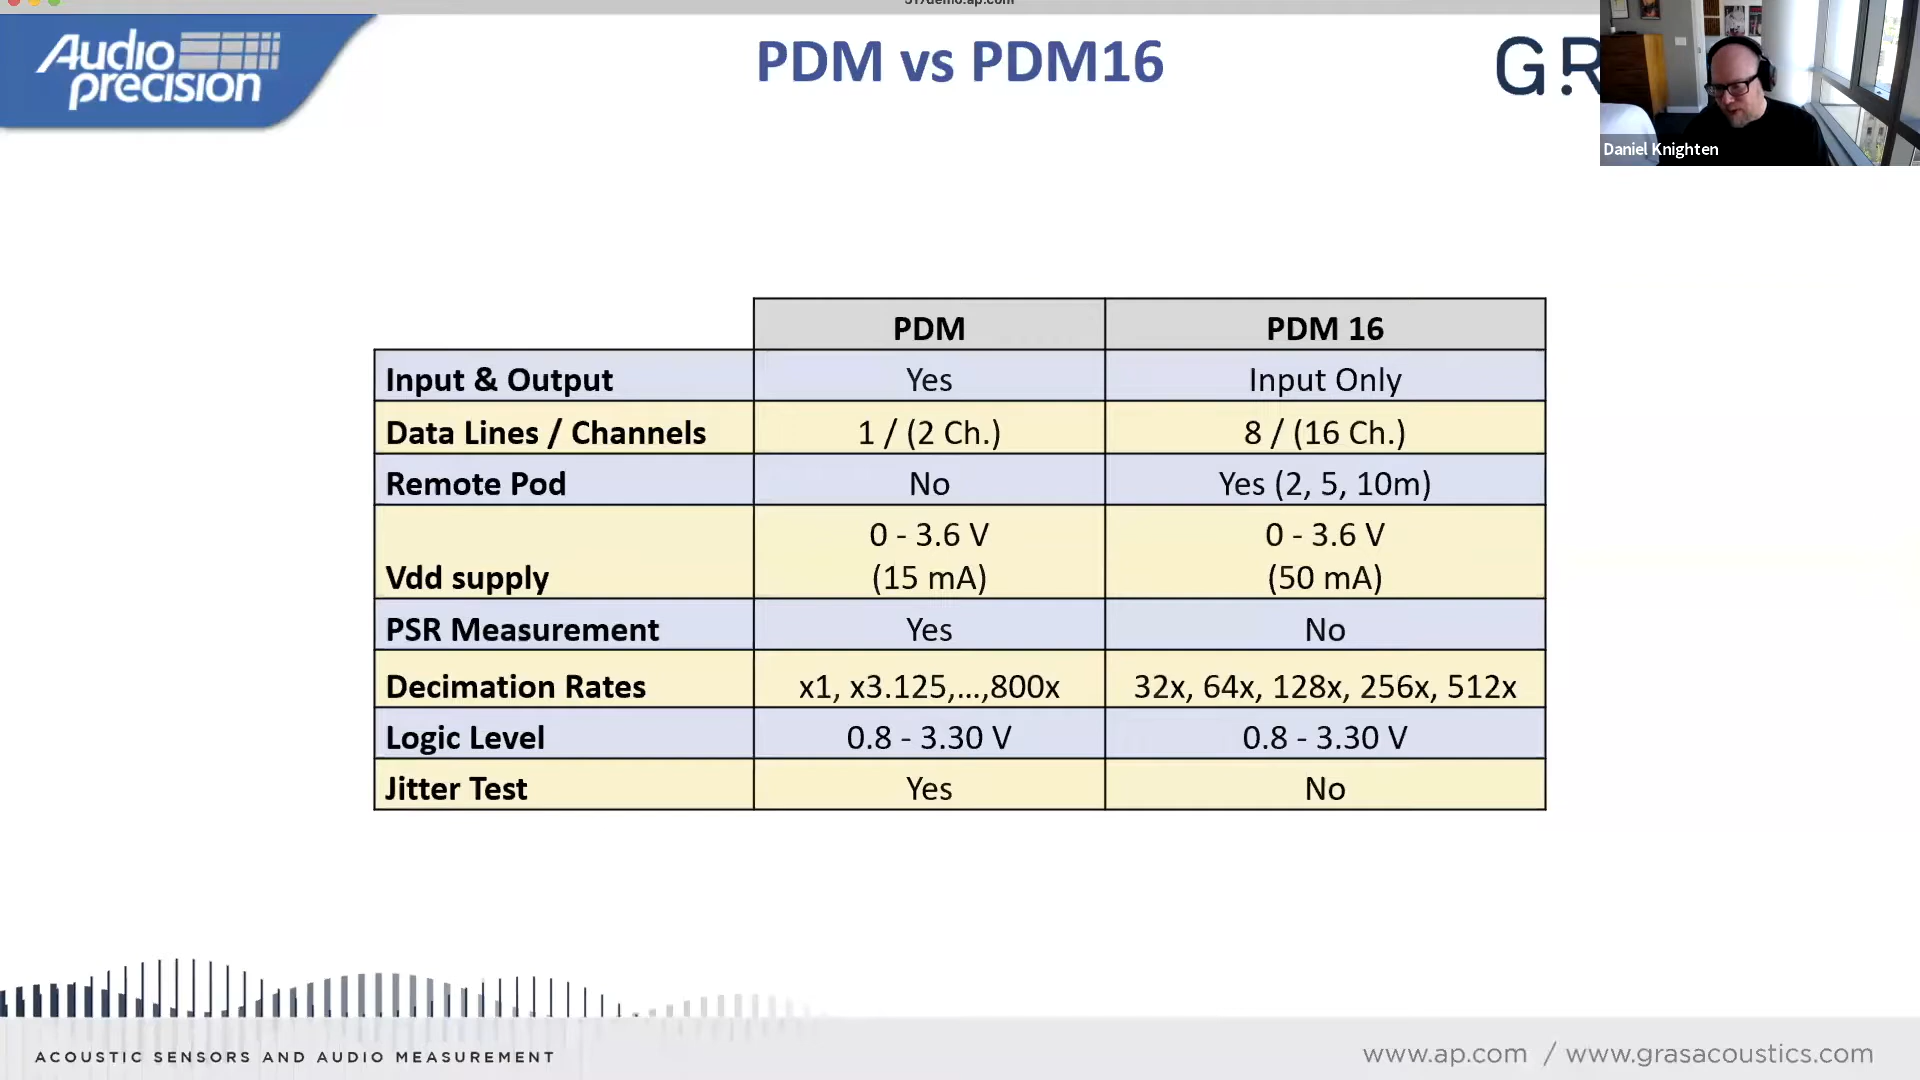 517demo.ap.com
Audio
precision
PDM vs PDM16
Daniel Knighten
PDM PDM 16
Input & Output Yes Input Only
Data Lines / Channels 1 / (2 Ch.) 8 / (16 Ch.)
Remote Pod No Yes (2, 5, 10m)
Vdd supply 0 - 3.6 V (15 mA) 0 - 3.6 V (50 mA)
PSR Measurement Yes No
Decimation Rates x1, x3.125,...,800x 32x, 64x, 128x, 256x, 512x
Logic Level 0.8 - 3.30 V 0.8 - 3.30 V
Jitter Test Yes No
ACOUSTIC SENSORS AND AUDIO MEASUREMENT
www.ap.com / www.grasacoustics.com